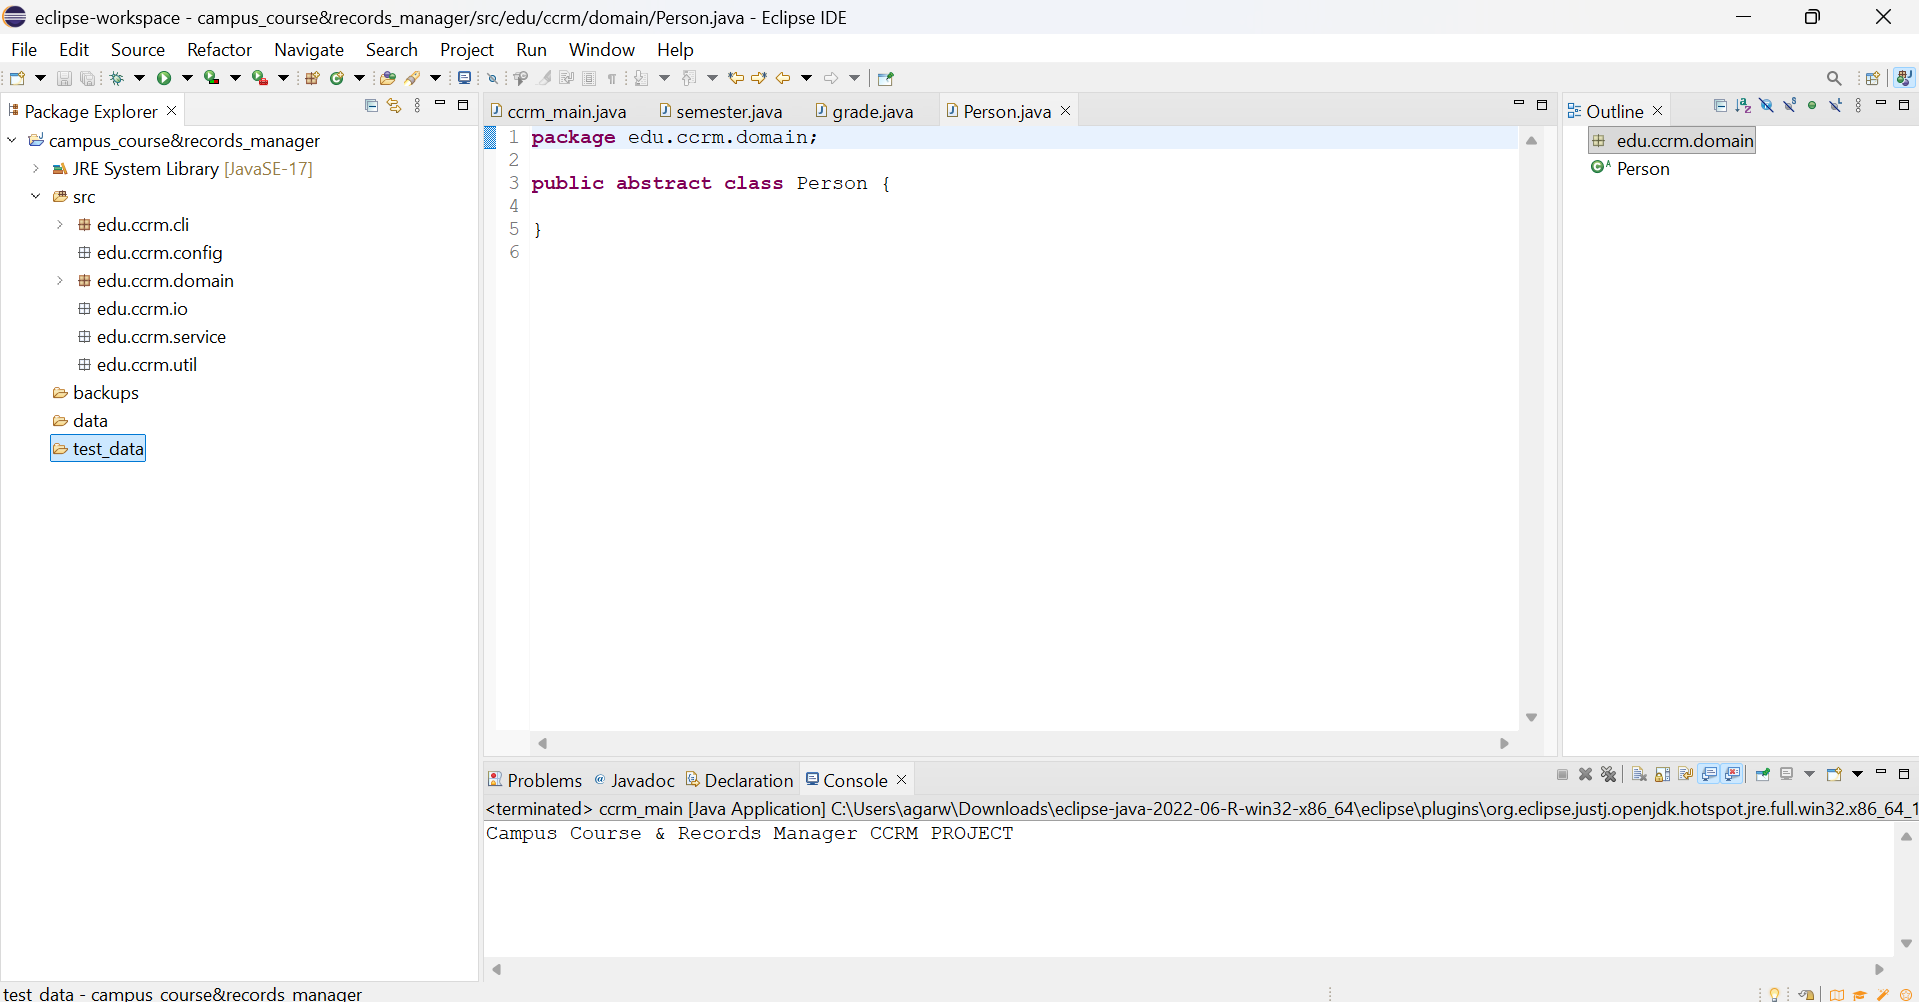 eclipse-workspace - campus_course&records_manager/src/edu/ccrm/domain/Person.java - Eclipse IDE
File Edit Source Refactor Navigate Search Project Run Window Help
Package Explorer
campus_course&records_manager
JRE System Library [JavaSE-17]
src
edu.ccrm.cli
edu.ccrm.config
edu.ccrm.domain
edu.ccrm.io
edu.ccrm.service
edu.ccrm.util
backups
data
test_data
ccrm_main.java semester.java grade.java Person.java
1 package edu.ccrm.domain;
2
3 public abstract class Person {
4
5 }
6
Outline
edu.ccrm.domain
Person
Problems Javadoc Declaration Console
<terminated> ccrm_main [Java Application] C:\Users\agarw\Downloads\eclipse-java-2022-06-R-win32-x86_64\eclipse\plugins\org.eclipse.justj.openjdk.hotspot.jre.full.win32.x86_64_1
Campus Course & Records Manager CCRM PROJECT
test_data - campus_course&records_manager